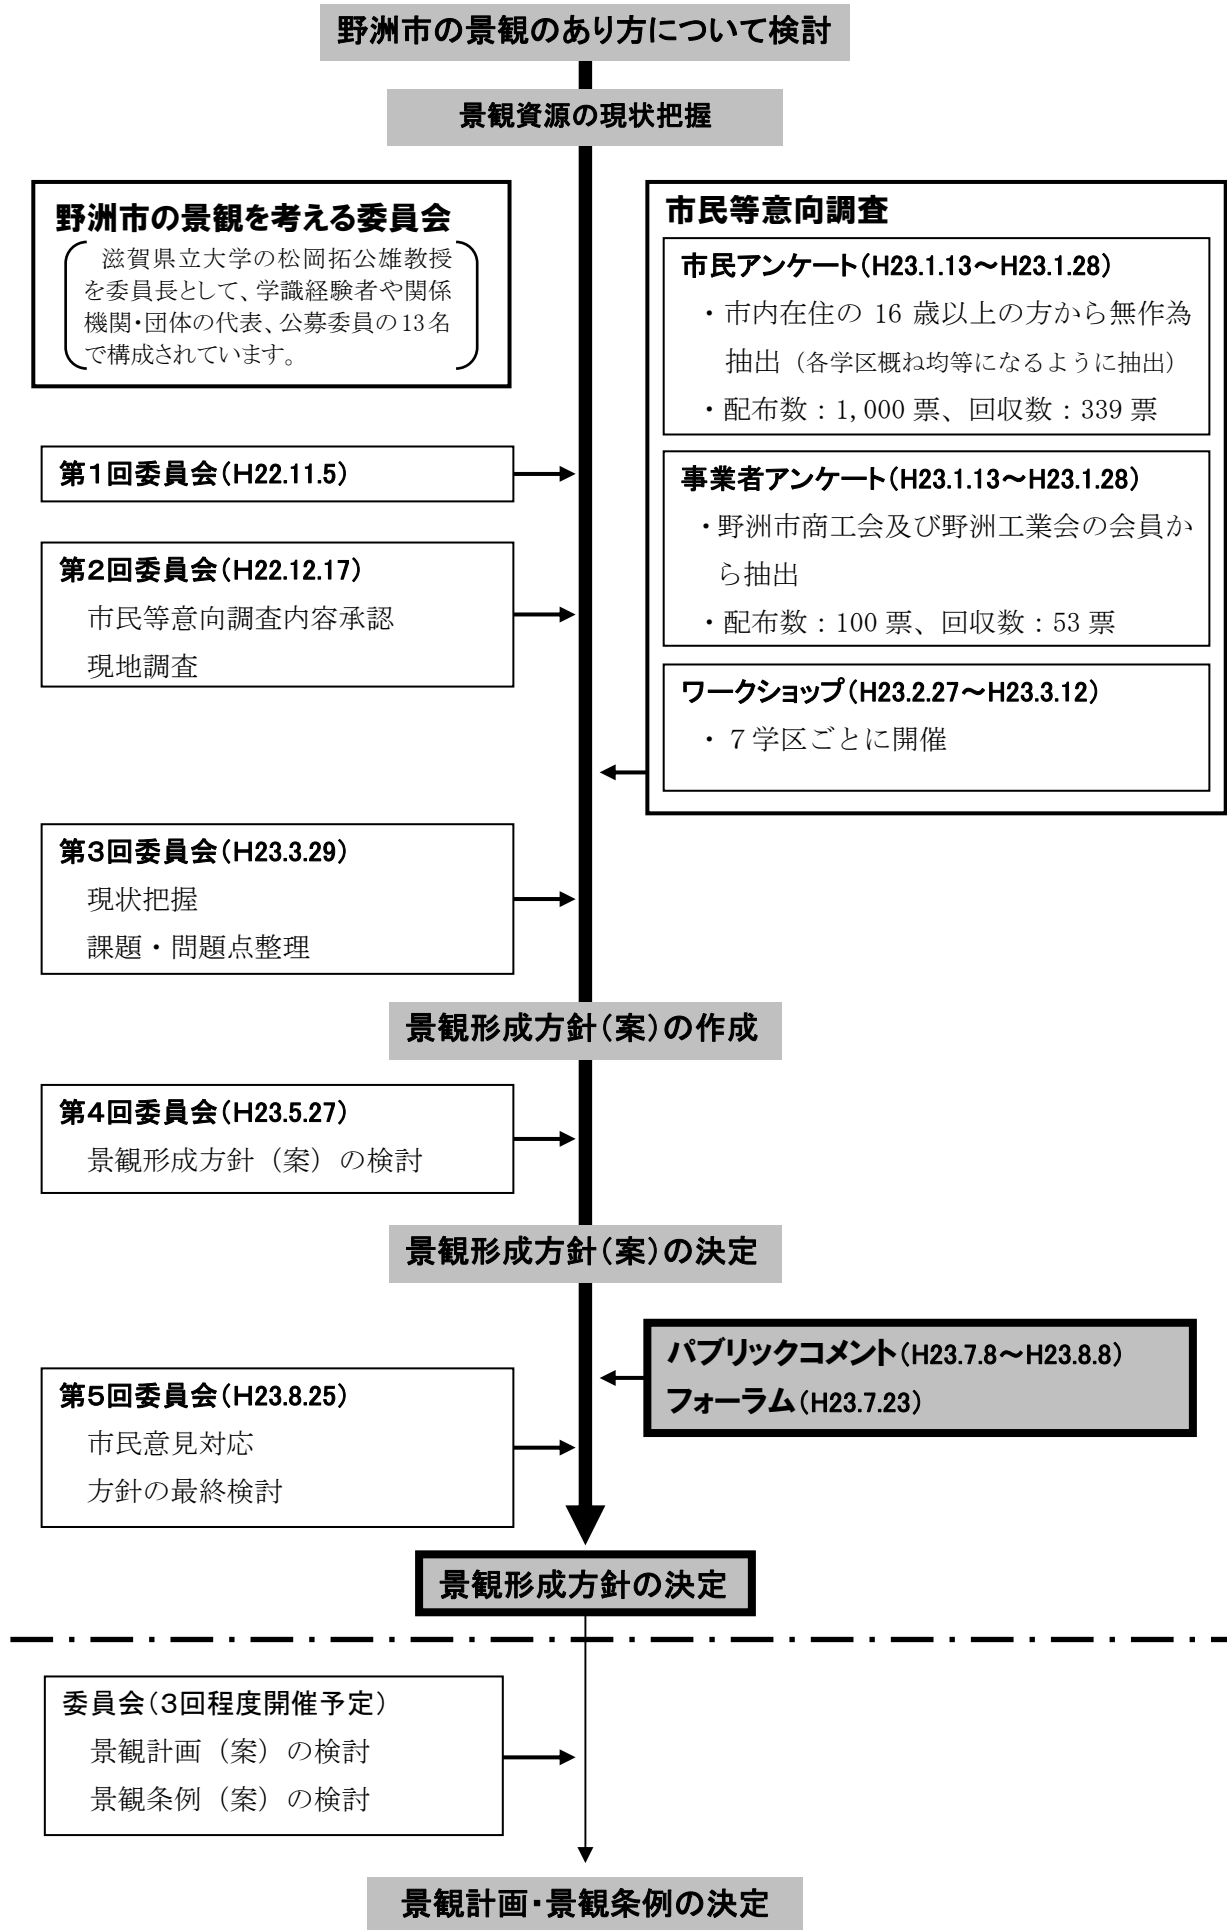 野洲市の景観のあり方について検討
景観資源の現状把握
野洲市の景観を考える委員会
滋賀県立大学の松岡拓公雄教授
を委員長として、学識経験者や関係
機関・団体の代表、公募委員の13名
で構成されています。
市民等意向調査
市民アンケート(H23.1.13～H23.1.28)
・市内在住の 16 歳以上の方から無作為
抽出（各学区概ね均等になるように抽出）
・配布数：1,000 票、回収数：339 票
事業者アンケート(H23.1.13～H23.1.28)
・野洲市商工会及び野洲工業会の会員か
ら抽出
・配布数：100 票、回収数：53 票
ワークショップ(H23.2.27～H23.3.12)
・７学区ごとに開催
第1回委員会(H22.11.5)
第2回委員会(H22.12.17)
市民等意向調査内容承認
現地調査
第3回委員会(H23.3.29)
現状把握
課題・問題点整理
景観形成方針(案)の作成
第4回委員会(H23.5.27)
景観形成方針（案）の検討
景観形成方針(案)の決定
パブリックコメント(H23.7.8～H23.8.8)
フォーラム(H23.7.23)
第5回委員会(H23.8.25)
市民意見対応
方針の最終検討
景観形成方針の決定
委員会(3回程度開催予定)
景観計画（案）の検討
景観条例（案）の検討
景観計画・景観条例の決定